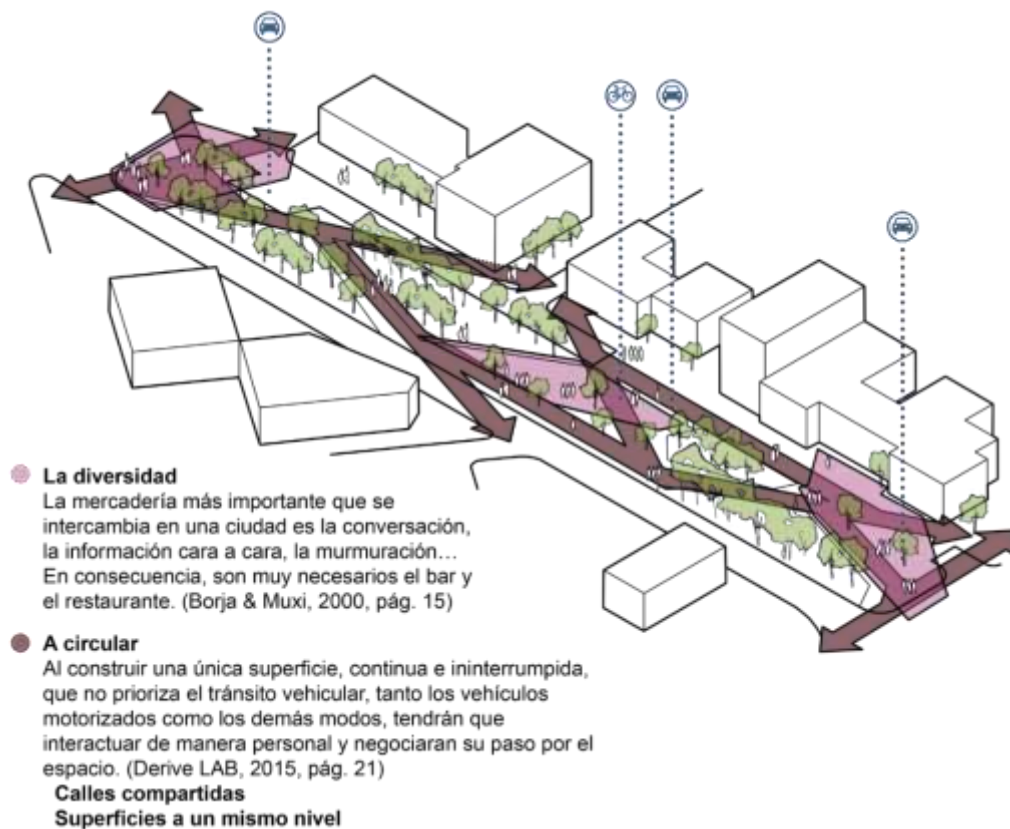 La diversidad
La mercadería más importante que se
intercambia en una ciudad es la conversación,
la información cara a cara, la murmuración...
En consecuencia, son muy necesarios el bar y
el restaurante. (Borja & Muxi, 2000, pág. 15)
A circular
Al construir una única superficie, continua e ininterrumpida,
que no prioriza el tránsito vehicular, tanto los vehículos
motorizados como los demás modos, tendrán que
interactuar de manera personal y negociaran su paso por el
espacio. (Derive LAB, 2015, pág. 21)
Calles compartidas
Superficies a un mismo nivel